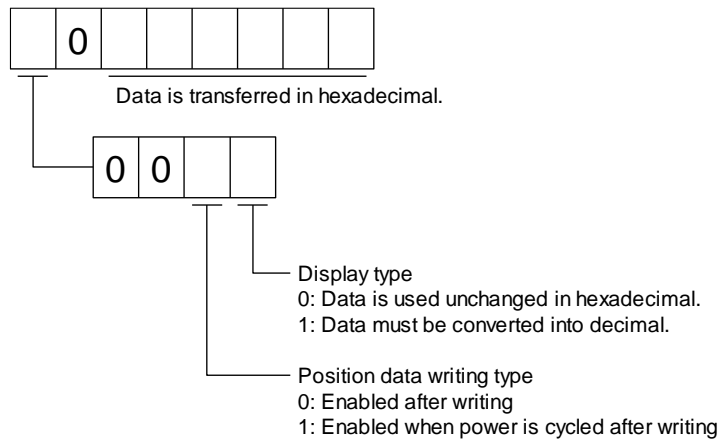 0
Data is transferred in hexadecimal.
0 0
Display type
0: Data is used unchanged in hexadecimal.
1: Data must be converted into decimal.
Position data writing type
0: Enabled after writing
1: Enabled when power is cycled after writing